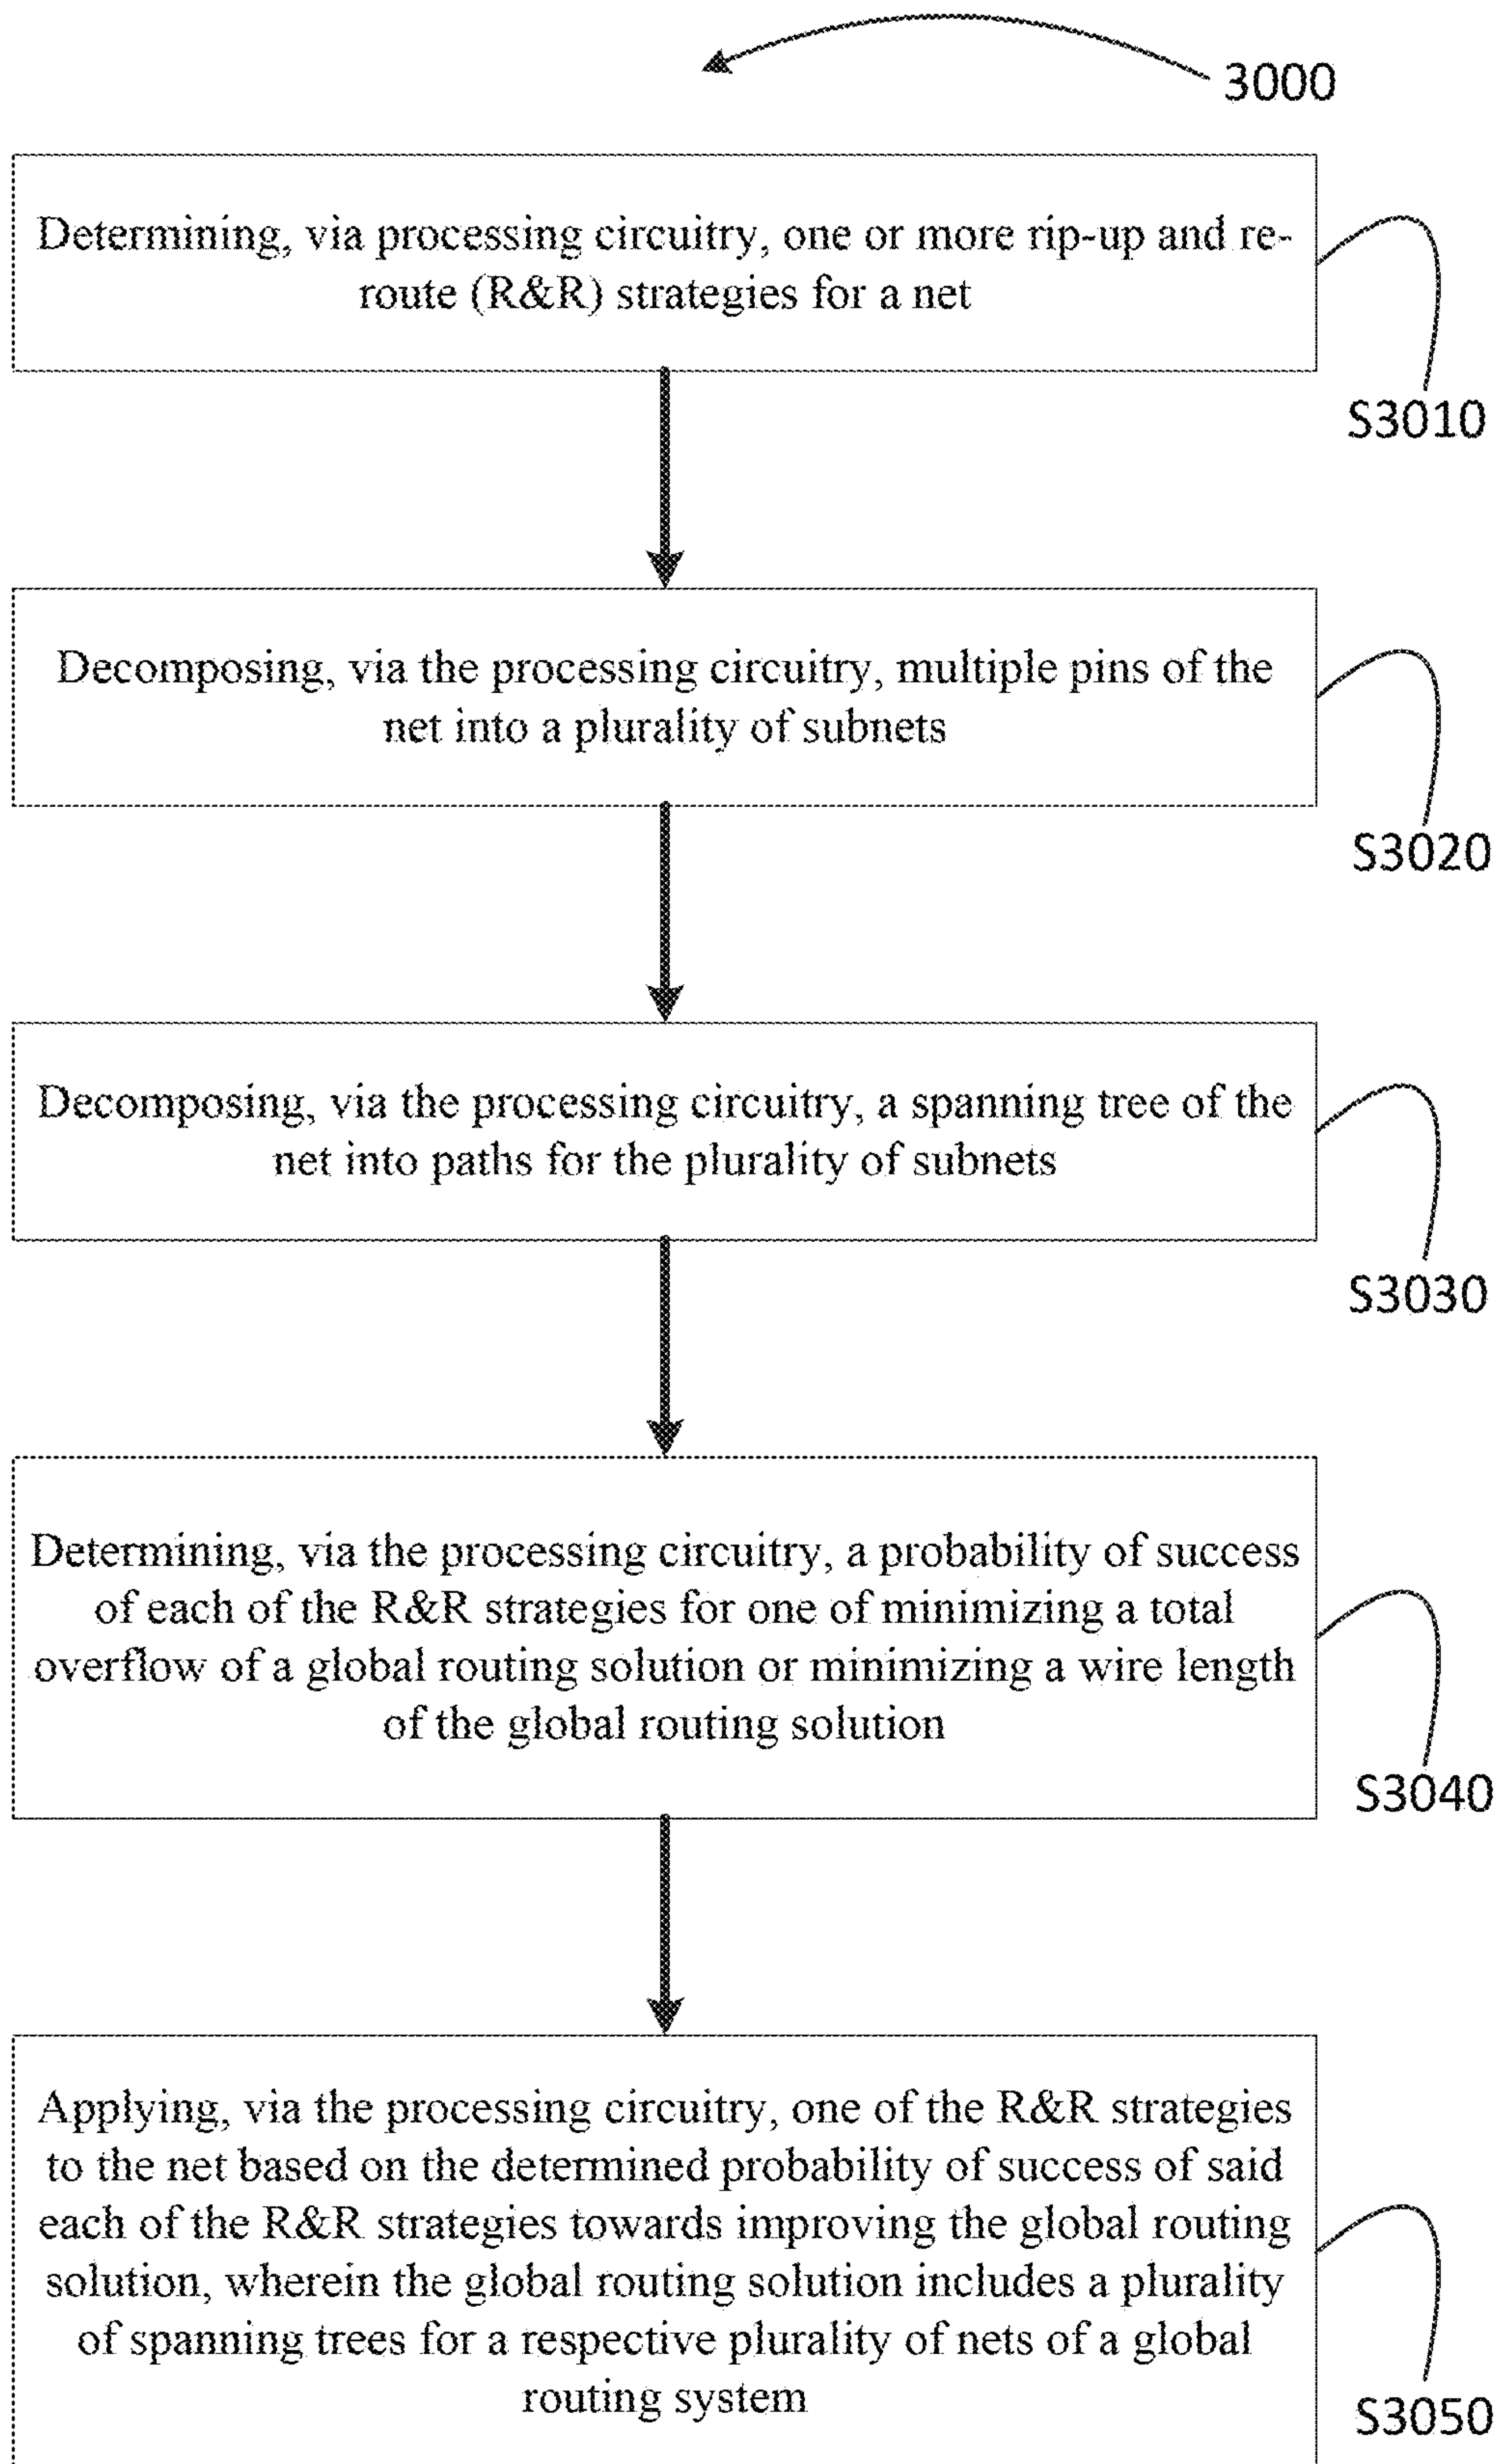 3000
Determining, via processing circuitry, one or more rip-up and re-
route (R&R) strategies for a net
S3010
Decomposing, via the processing circuitry, multiple pins of the
net into a plurality of subnets
S3020
Decomposing, via the processing circuitry, a spanning tree of the
net into paths for the plurality of subnets
S3030
Determining, via the processing circuitry, a probability of success
of each of the R&R strategies for one of minimizing a total
overflow of a global routing solution or minimizing a wire length
of the global routing solution
S3040
Applying, via the processing circuitry, one of the R&R strategies
to the net based on the determined probability of success of said
each of the R&R strategies towards improving the global routing
solution, wherein the global routing solution includes a plurality
of spanning trees for a respective plurality of nets of a global
routing system
S3050